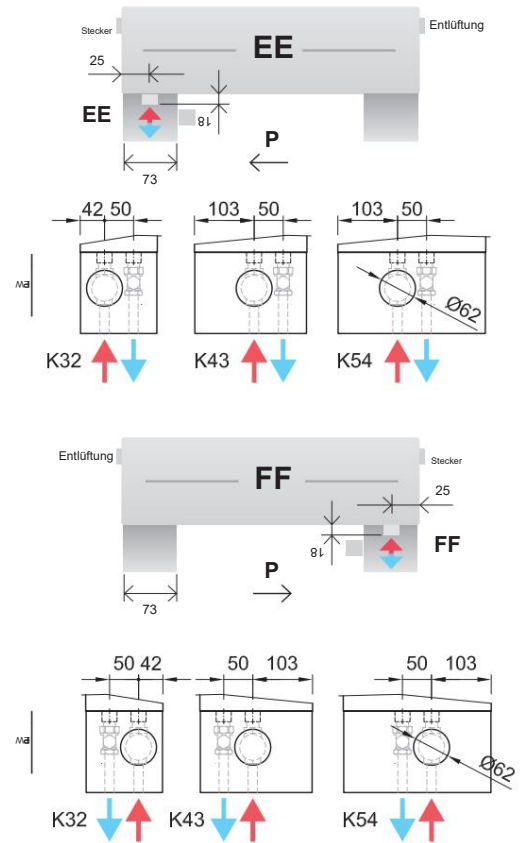 Stecker
Entlüftung
EE
25
EE
18
P
73
42 50
103 50
103 50
Ø62
K32
K43
K54
Entlüftung
Stecker
FF
25
18
FF
P
73
50 42
50 103
50 103
Ø62
K32
K43
K54